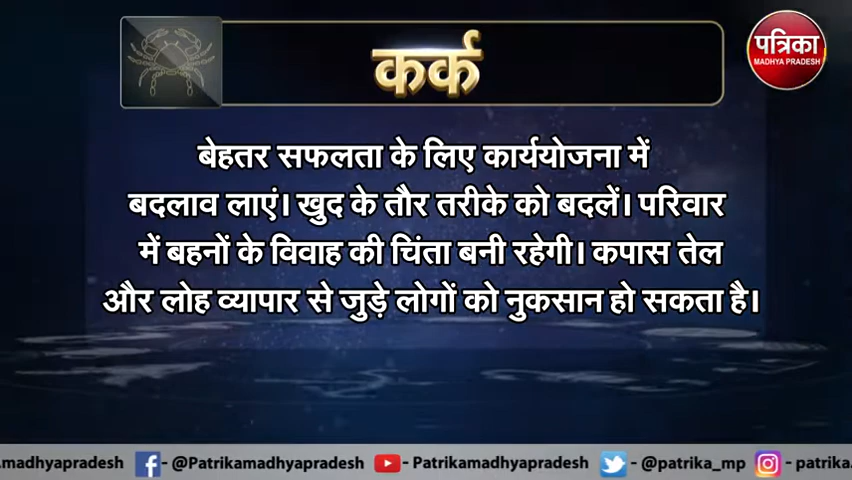 कर्क
पत्रिका
MADHYA PRADESH
बेहतर सफलता के लिए कार्ययोजना में
बदलाव लाएं। खुद के तौर तरीके को बदलें। परिवार
में बहनों के विवाह की चिंता बनी रहेगी। कपास तेल
और लोह व्यापार से जुड़े लोगों को नुकसान हो सकता है।
.madhyapradesh f - @Patrikamadhyapradesh - Patrikamadhyapradesh - @patrika_mp - patrika.